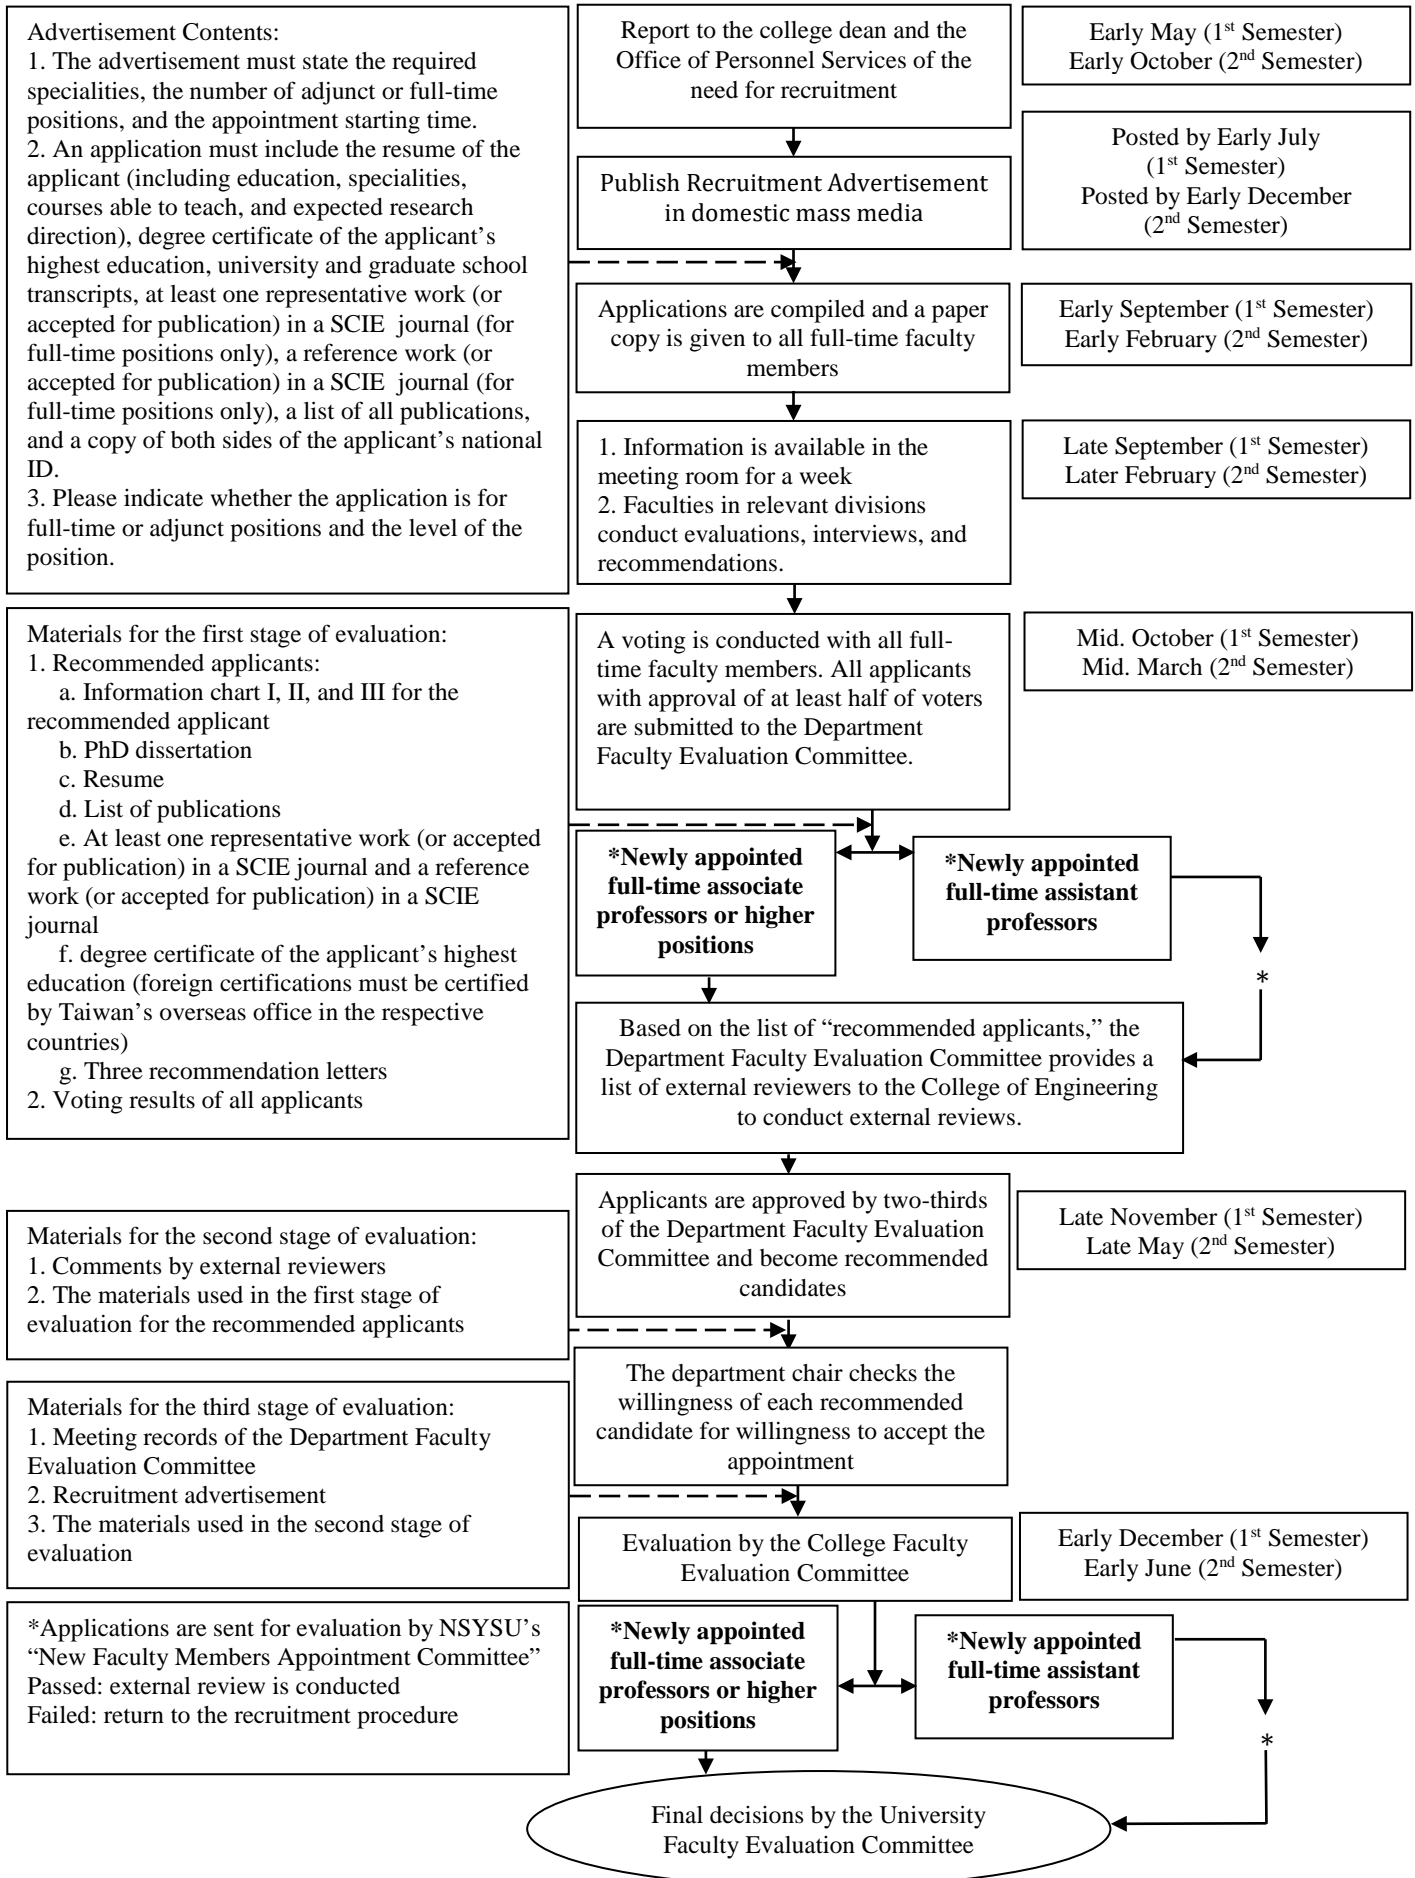 Advertisement Contents:
1. The advertisement must state the required
specialities, the number of adjunct or full-time
positions, and the appointment starting time.
2. An application must include the resume of the
applicant (including education, specialities,
courses able to teach, and expected research
direction), degree certificate of the applicant’s
highest education, university and graduate school
transcripts, at least one representative work (or
accepted for publication) in a SCIE journal (for
full-time positions only), a reference work (or
accepted for publication) in a SCIE journal (for
full-time positions only), a list of all publications,
and a copy of both sides of the applicant’s national
ID.
3. Please indicate whether the application is for
full-time or adjunct positions and the level of the
position.
Report to the college dean and the
Office of Personnel Services of the
need for recruitment
Early May (1st Semester)
Early October (2nd Semester)
Publish Recruitment Advertisement
in domestic mass media
Posted by Early July
(1st Semester)
Posted by Early December
(2nd Semester)
Applications are compiled and a paper
copy is given to all full-time faculty
members
Early September (1st Semester)
Early February (2nd Semester)
1. Information is available in the
meeting room for a week
2. Faculties in relevant divisions
conduct evaluations, interviews, and
recommendations.
Late September (1st Semester)
Later February (2nd Semester)
Materials for the first stage of evaluation:
1. Recommended applicants:
a. Information chart I, II, and III for the
recommended applicant
b. PhD dissertation
c. Resume
d. List of publications
e. At least one representative work (or accepted
for publication) in a SCIE journal and a reference
work (or accepted for publication) in a SCIE
journal
f. degree certificate of the applicant’s highest
education (foreign certifications must be certified
by Taiwan’s overseas office in the respective
countries)
g. Three recommendation letters
2. Voting results of all applicants
A voting is conducted with all full-
time faculty members. All applicants
with approval of at least half of voters
are submitted to the Department
Faculty Evaluation Committee.
Mid. October (1st Semester)
Mid. March (2nd Semester)
*Newly appointed
full-time associate
professors or higher
positions
*Newly appointed
full-time assistant
professors
*
Based on the list of “recommended applicants,” the
Department Faculty Evaluation Committee provides a
list of external reviewers to the College of Engineering
to conduct external reviews.
Materials for the second stage of evaluation:
1. Comments by external reviewers
2. The materials used in the first stage of
evaluation for the recommended applicants
Applicants are approved by two-thirds
of the Department Faculty Evaluation
Committee and become recommended
candidates
Late November (1st Semester)
Late May (2nd Semester)
The department chair checks the
willingness of each recommended
candidate for willingness to accept the
appointment
Materials for the third stage of evaluation:
1. Meeting records of the Department Faculty
Evaluation Committee
2. Recruitment advertisement
3. The materials used in the second stage of
evaluation
Evaluation by the College Faculty
Evaluation Committee
Early December (1st Semester)
Early June (2nd Semester)
*Applications are sent for evaluation by NSYSU’s
“New Faculty Members Appointment Committee”
Passed: external review is conducted
Failed: return to the recruitment procedure
*Newly appointed
full-time associate
professors or higher
positions
*Newly appointed
full-time assistant
professors
*
Final decisions by the University
Faculty Evaluation Committee